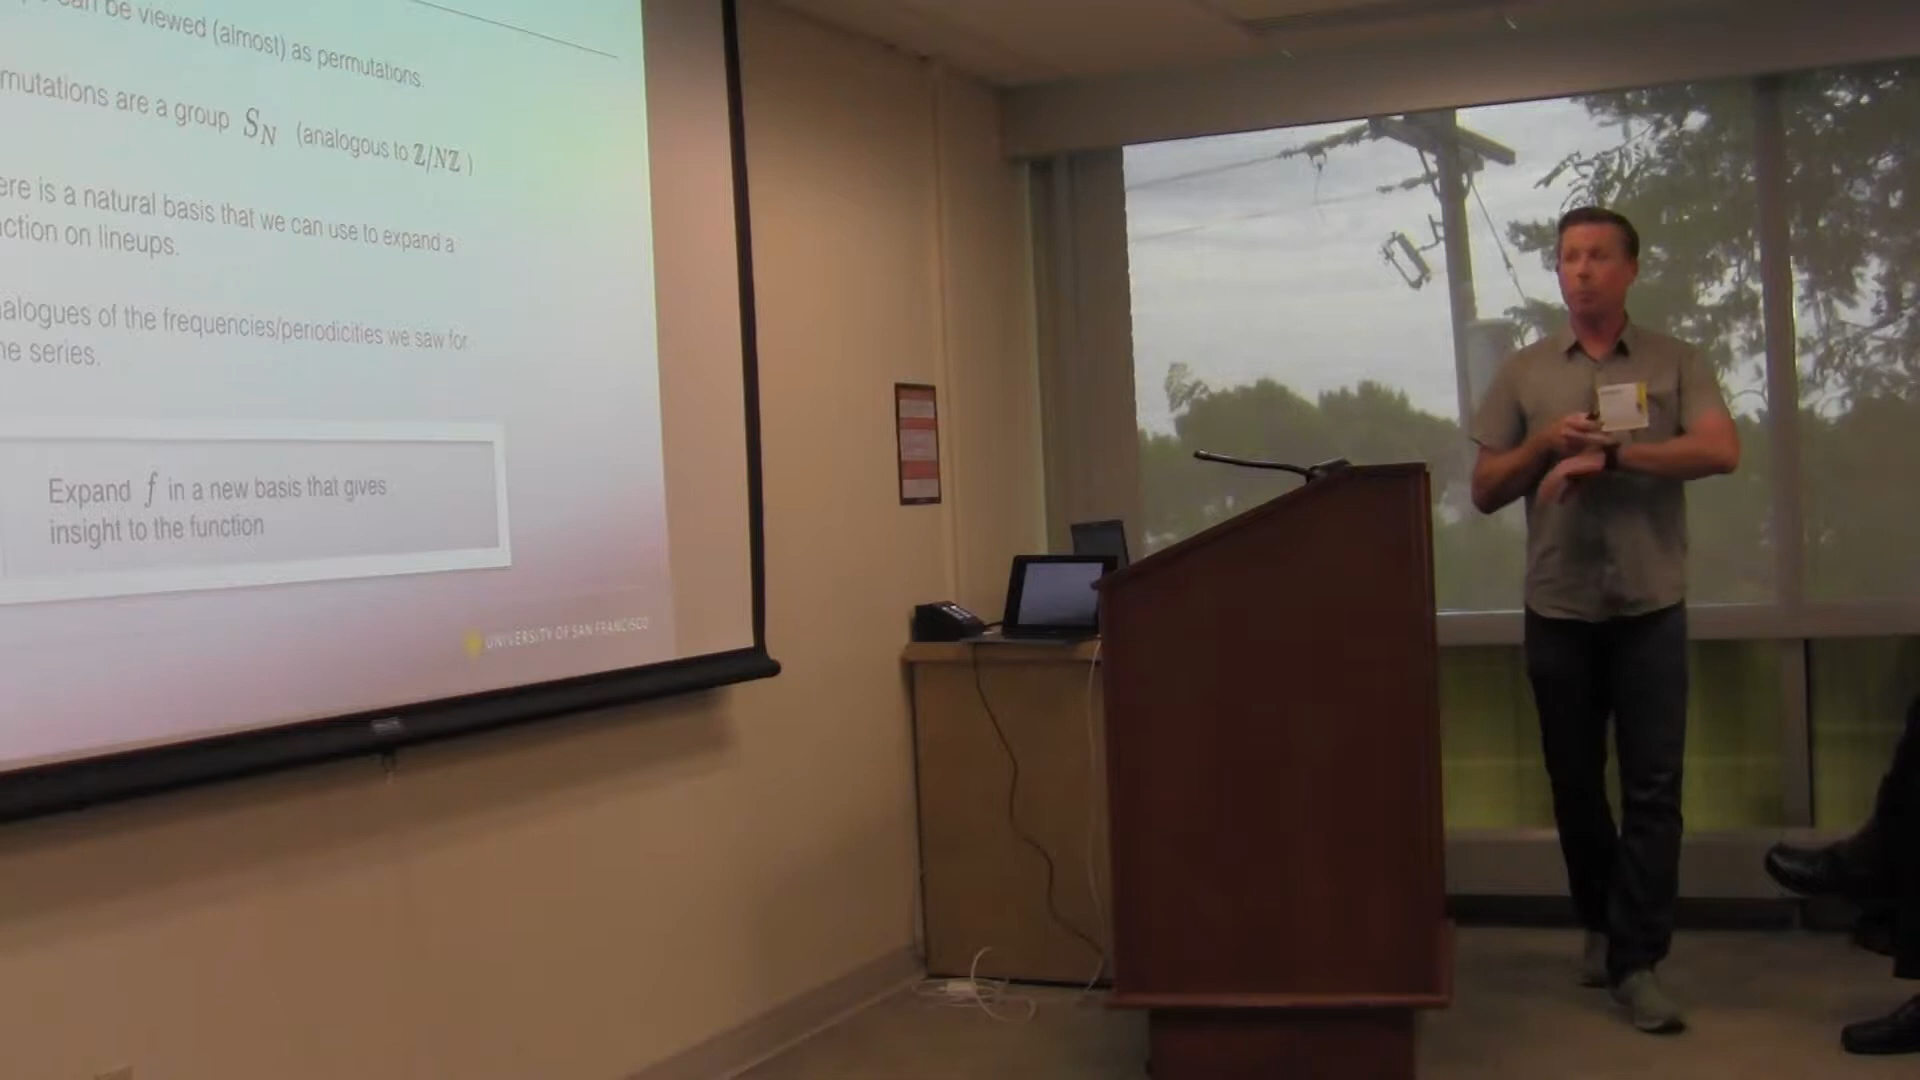 can be viewed (almost) as permutations.
mutations are a group S_N (analogous to ℤ/Nℤ )
ere is a natural basis that we can use to expand a
ction on lineups.
alogues of the frequencies/periodicities we saw for
ne series.
Expand f in a new basis that gives
insight to the function
UNIVERSITY OF SAN FRANCISCO